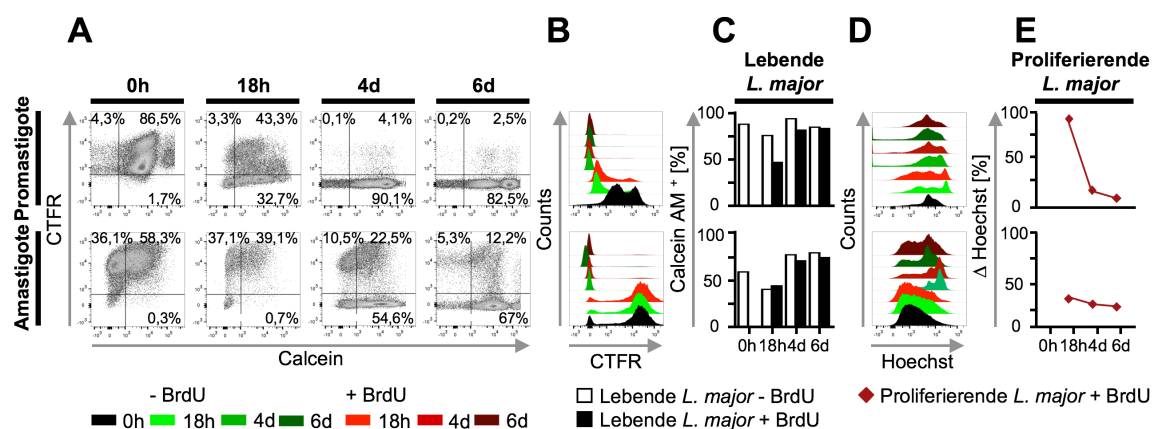 A
B
C
D
E
Lebende
L. major
Proliferierende
L. major
0h
18h
4d
6d
Promastigote
Amastigote
CTFR
4,3% 86,5%
1,7%
3,3% 43,3%
32,7%
0,1% 4,1%
90,1%
0,2% 2,5%
82,5%
36,1% 58,3%
0,3%
37,1% 39,1%
0,7%
10,5% 22,5%
54,6%
5,3% 12,2%
67%
Calcein
Counts
CTFR
Calcein AM + [%]
100
50
0
100
50
0
0h 18h 4d 6d
Counts
Hoechst
Δ Hoechst [%]
100
50
0
100
50
0
0h 18h 4d 6d
- BrdU
+ BrdU
0h 18h 4d 6d 18h 4d 6d
Lebende L. major - BrdU
Lebende L. major + BrdU
Proliferierende L. major + BrdU